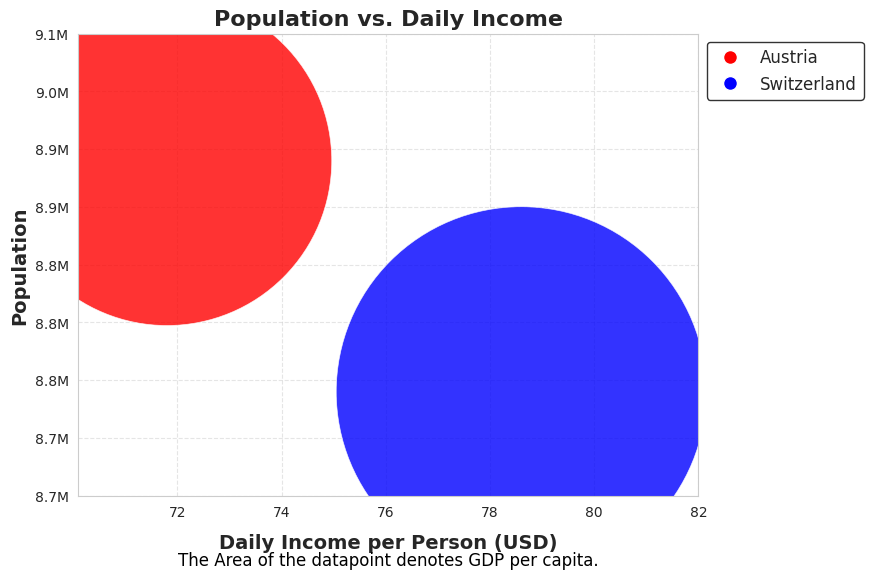 Population vs. Daily Income
9.1M
9.0M
8.9M
8.9M
8.8M
8.8M
8.8M
8.7M
8.7M
Population
72
74
76
78
80
82
Daily Income per Person (USD)
The Area of the datapoint denotes GDP per capita.
Austria
Switzerland